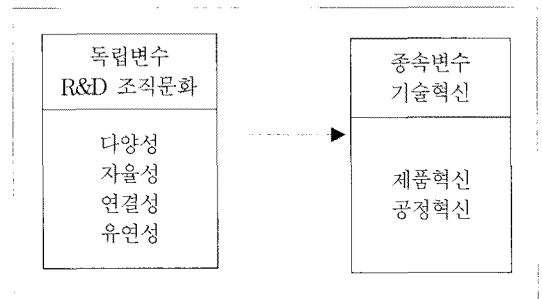 독립변수
R&D 조직문화
다양성
자율성
연결성
유연성
종속변수
기술혁신
제품혁신
공정혁신